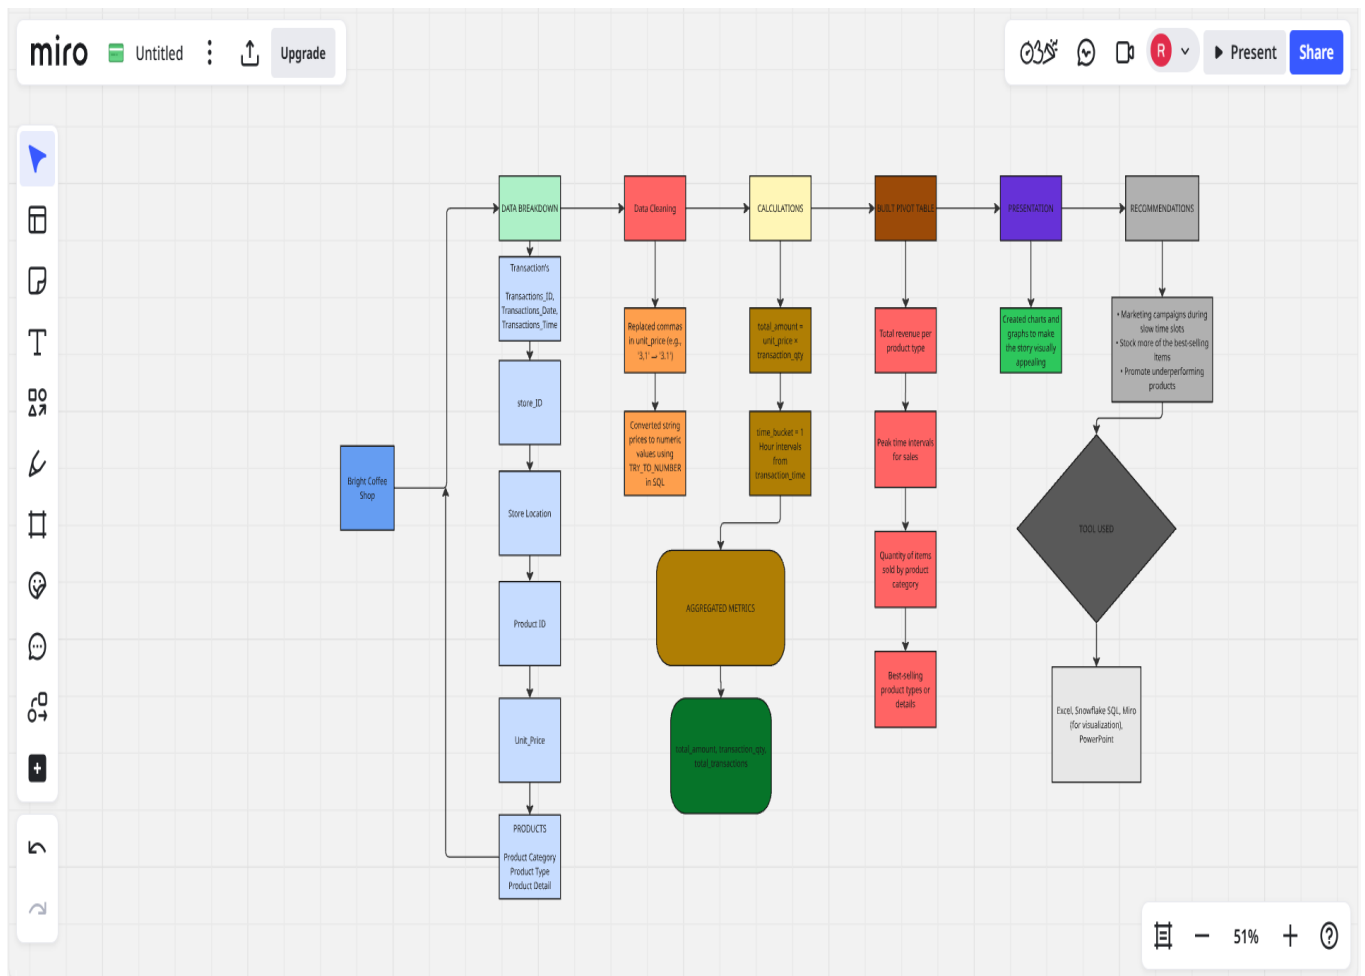 miro
Untitled
Upgrade
R
Present
Share
DATA BREAKDOWN
Data Cleaning
CALCULATIONS
BUILT PIVOT TABLE
PRESENTATION
RECOMMENDATIONS
Transaction's
Transactions_ID,
Transactions_Date,
Transactions_Time
Replaced commas
in unit_price (e.g.,
'3,1' → '3.1')
total_amount =
unit_price ×
transaction_qty
Total revenue per
product type
Created charts and
graphs to make
the story visually
appealing
• Marketing campaigns during
slow time slots
• Stock more of the best-selling
items
• Promote underperforming
products
store_ID
Converted string
prices to numeric
values using
TRY_TO_NUMBER
in SQL
time_bucket = 1
Hour intervals
from
transaction_time
Peak time intervals
for sales
Bright Coffee
Shop
Store Location
TOOL USED
Quantity of items
sold by product
category
AGGREGATED METRICS
Product ID
Best-selling
product types or
details
Excel, Snowflake SQL, Miro
(for visualization),
PowerPoint
Unit_Price
total_amount, transaction_qty,
total_transactions
PRODUCTS
Product Category
Product Type
Product Detail
51%